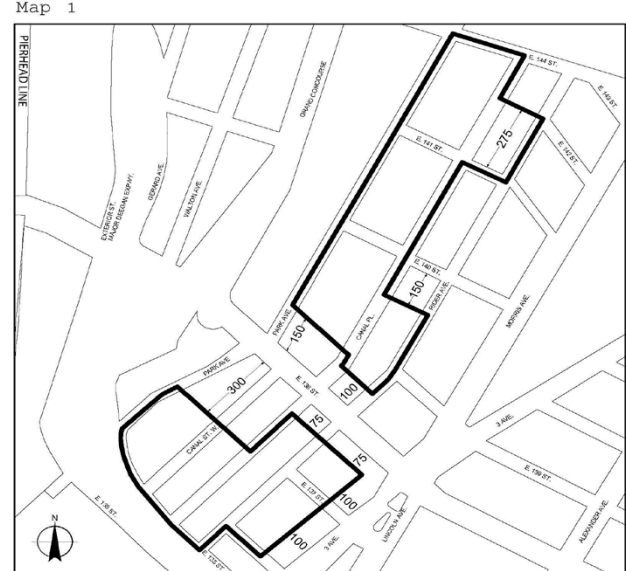 Map 1
PIERHEAD LINE
E. 144 ST.
GRAND CONCOURSE
E. 143 ST.
275
E. 142 ST.
E. 141 ST.
GERARD AVE.
WALTON AVE.
EXTERIOR ST.
MAJOR DEEGAN EXPWY.
E. 140 ST.
150
RIDER AVE.
MORRIS AVE.
PARK AVE.
150
CANAL PL.
PARK AVE.
300
E. 138 ST.
100
3 AVE.
75
CANAL ST. W.
75
E. 139 ST.
E. 137 ST.
100
LINCOLN AVE.
ALEXANDER AVE.
N
3 AVE.
100
E. 135 ST.